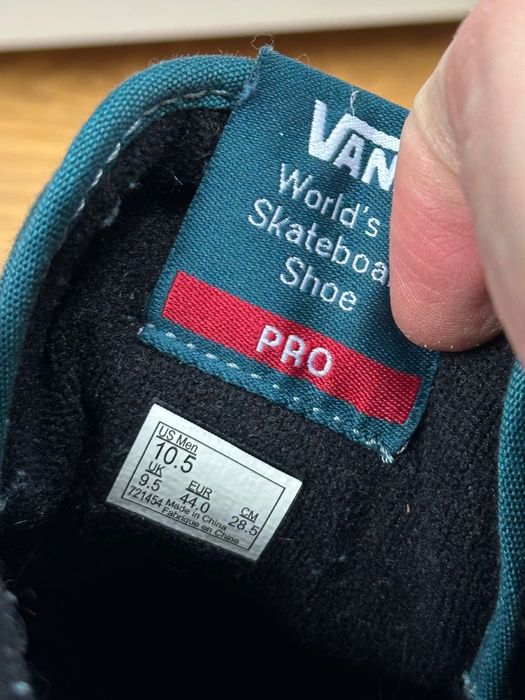 VAN
World's
Skateboa
Shoe
PRO
US Men
10.5
UK EUR CM
9.5 44.0 28.5
721454 Made in China
Fabriqué en Chine